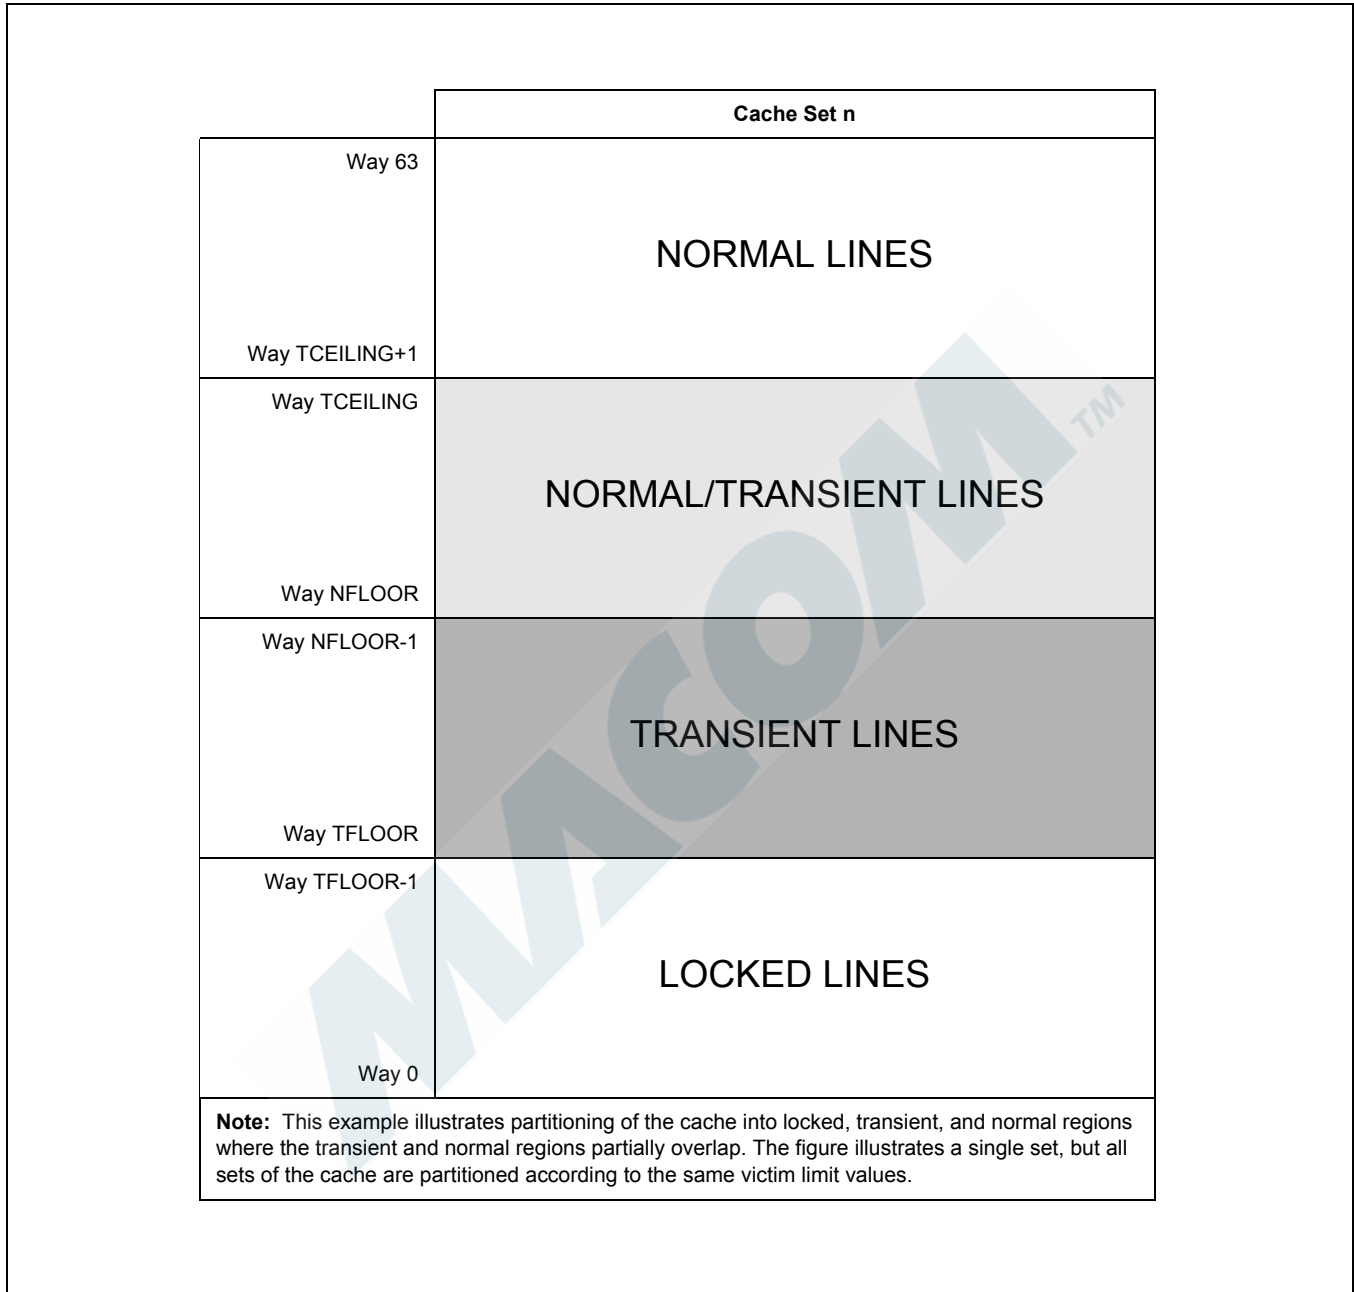 Cache Set n
Way 63
NORMAL LINES
Way TCEILING+1
Way TCEILING
NORMAL/TRANSIENT LINES
Way NFLOOR
Way NFLOOR-1
TRANSIENT LINES
Way TFLOOR
Way TFLOOR-1
LOCKED LINES
Way 0
Note: This example illustrates partitioning of the cache into locked, transient, and normal regions
where the transient and normal regions partially overlap. The figure illustrates a single set, but all
sets of the cache are partitioned according to the same victim limit values.
MACOM™